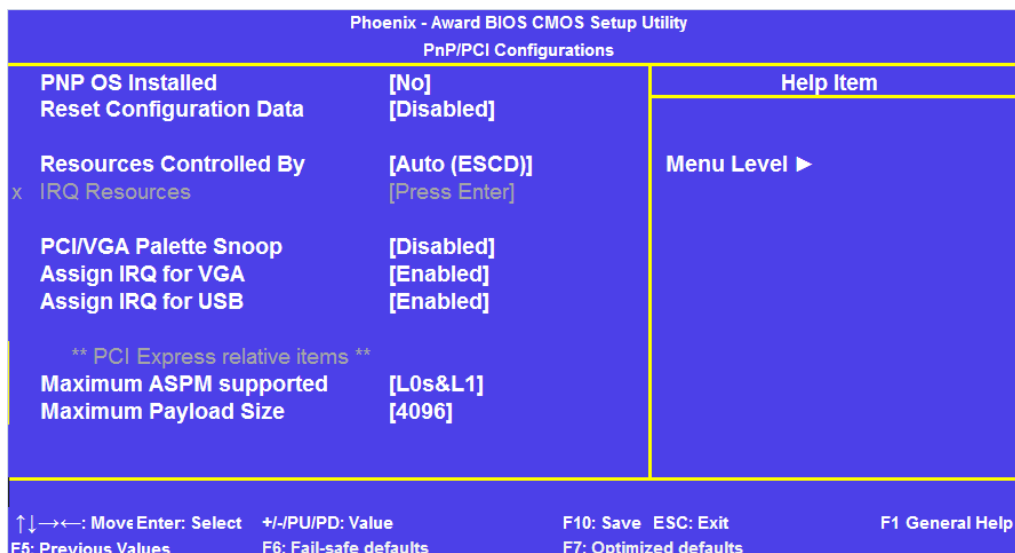 Phoenix - Award BIOS CMOS Setup Utility
PnP/PCI Configurations
PNP OS Installed [No]
Reset Configuration Data [Disabled]
Resources Controlled By [Auto (ESCD)]
x IRQ Resources [Press Enter]
PCI/VGA Palette Snoop [Disabled]
Assign IRQ for VGA [Enabled]
Assign IRQ for USB [Enabled]
** PCI Express relative items **
Maximum ASPM supported [L0s&L1]
Maximum Payload Size [4096]
Help Item
Menu Level ►
↑↓→←: Move Enter: Select +/-/PU/PD: Value F10: Save ESC: Exit F1 General Help
F5: Previous Values F6: Fail-safe defaults F7: Optimized defaults